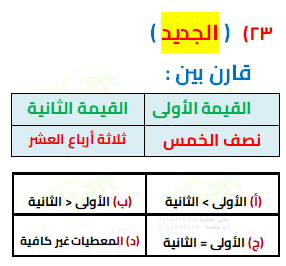 ٢٣) ( الجديد )
قارن بين :
القيمة الأولى القيمة الثانية
نصف الخمس ثلاثة أرباع العشر
(أ) الأولى > الثانية (ب) الأولى < الثانية
(ج) الأولى = الثانية (د) المعطيات غير كافية